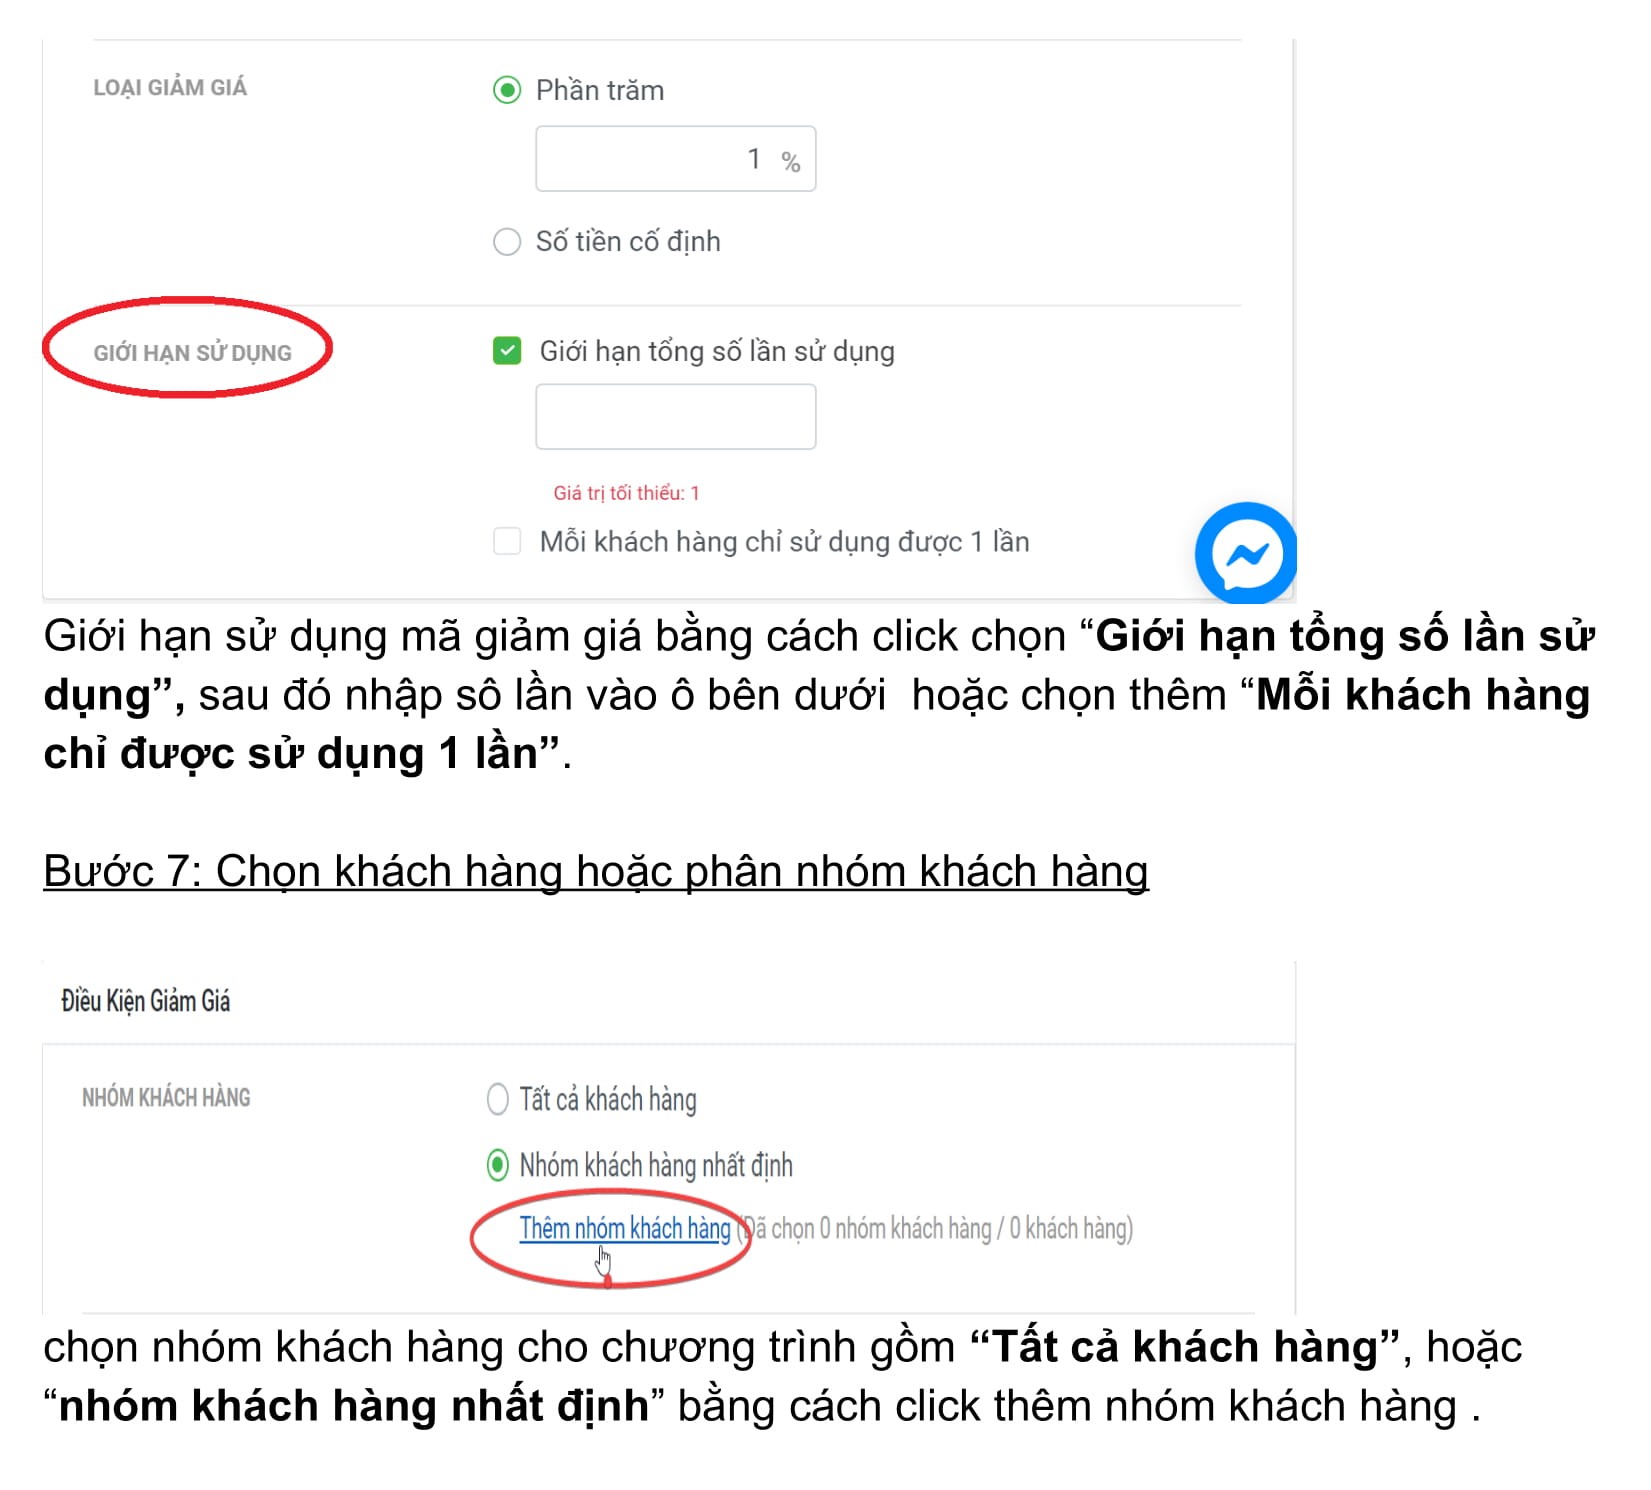 LOẠI GIẢM GIÁ
Phần trăm
1 %
Số tiền cố định
GIỚI HẠN SỬ DỤNG
Giới hạn tổng số lần sử dụng
Giá trị tối thiểu: 1
Mỗi khách hàng chỉ sử dụng được 1 lần
Giới hạn sử dụng mã giảm giá bằng cách click chọn “Giới hạn tổng số lần sử
dụng”, sau đó nhập sô lần vào ô bên dưới  hoặc chọn thêm “Mỗi khách hàng
chỉ được sử dụng 1 lần”.
Bước 7: Chọn khách hàng hoặc phân nhóm khách hàng
Điều Kiện Giảm Giá
NHÓM KHÁCH HÀNG
Tất cả khách hàng
Nhóm khách hàng nhất định
Thêm nhóm khách hàng (Đã chọn 0 nhóm khách hàng / 0 khách hàng)
chọn nhóm khách hàng cho chương trình gồm “Tất cả khách hàng”, hoặc
“nhóm khách hàng nhất định” bằng cách click thêm nhóm khách hàng .